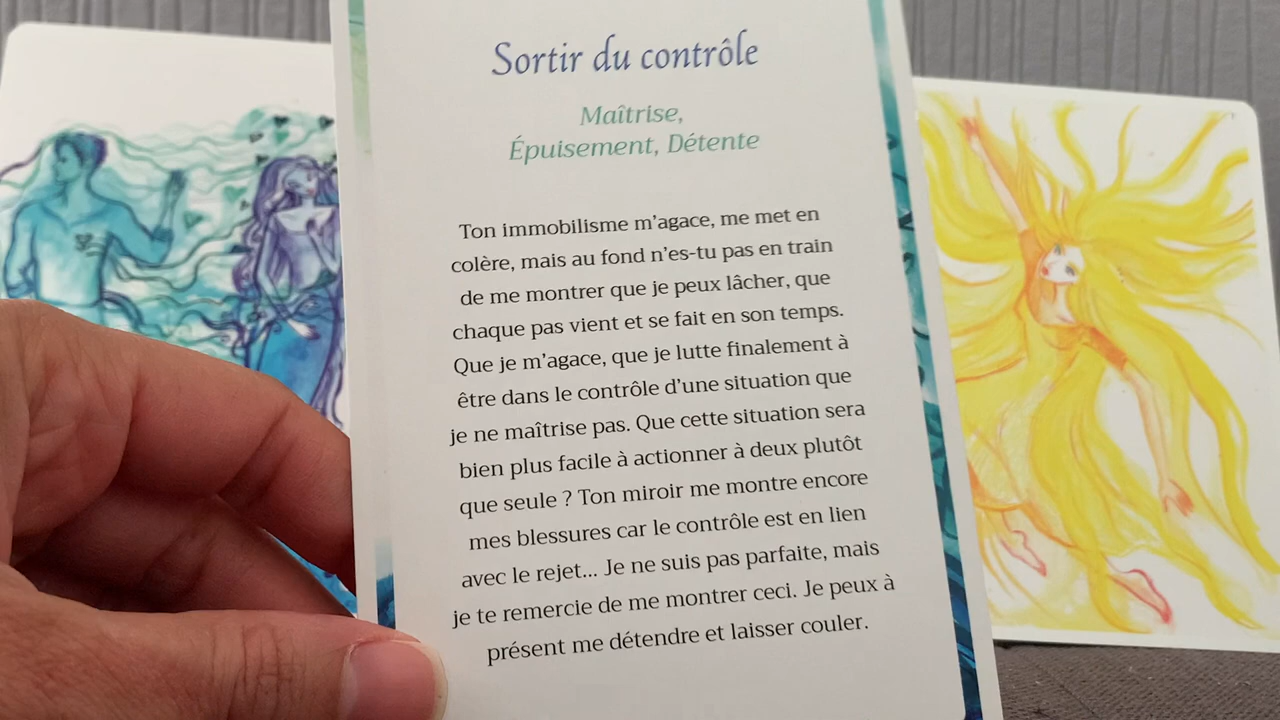 Sortir du contrôle
Maîtrise,
Épuisement, Détente
Ton immobilisme m'agace, me met en
colère, mais au fond n'es-tu pas en train
de me montrer que je peux lâcher, que
chaque pas vient et se fait en son temps.
Que je m'agace, que je lutte finalement à
être dans le contrôle d'une situation que
je ne maîtrise pas. Que cette situation sera
bien plus facile à actionner à deux plutôt
que seule ? Ton miroir me montre encore
mes blessures car le contrôle est en lien
avec le rejet... Je ne suis pas parfaite, mais
je te remercie de me montrer ceci. Je peux à
présent me détendre et laisser couler.